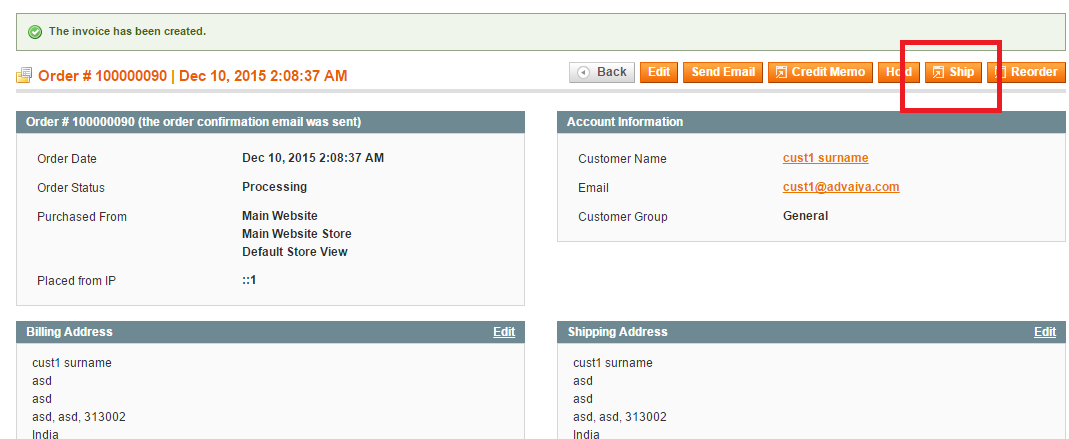 The invoice has been created.
Order # 100000090 | Dec 10, 2015 2:08:37 AM
Back Edit Send Email Credit Memo Hold Ship Reorder
Order # 100000090 (the order confirmation email was sent)
Order Date Dec 10, 2015 2:08:37 AM
Order Status Processing
Purchased From Main Website
Main Website Store
Default Store View
Placed from IP ::1
Account Information
Customer Name cust1 surname
Email cust1@advaiya.com
Customer Group General
Billing Address Edit
cust1 surname
asd
asd
asd, asd, 313002
India
Shipping Address Edit
cust1 surname
asd
asd
asd, asd, 313002
India